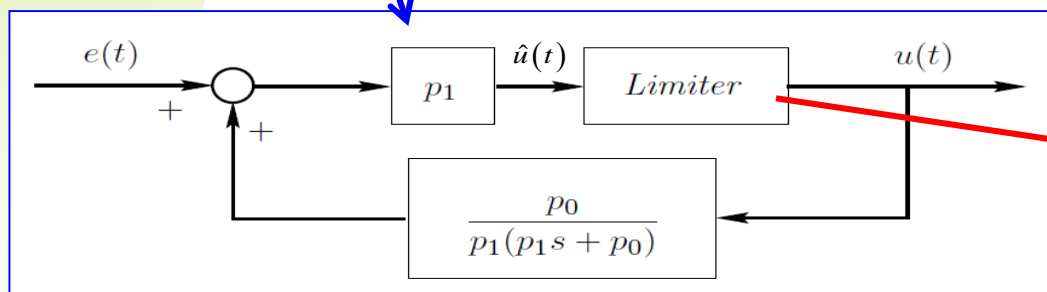 e(t)
+
+
p₁
û(t)
Limiter
u(t)
p₀
p₁(p₁s + p₀)